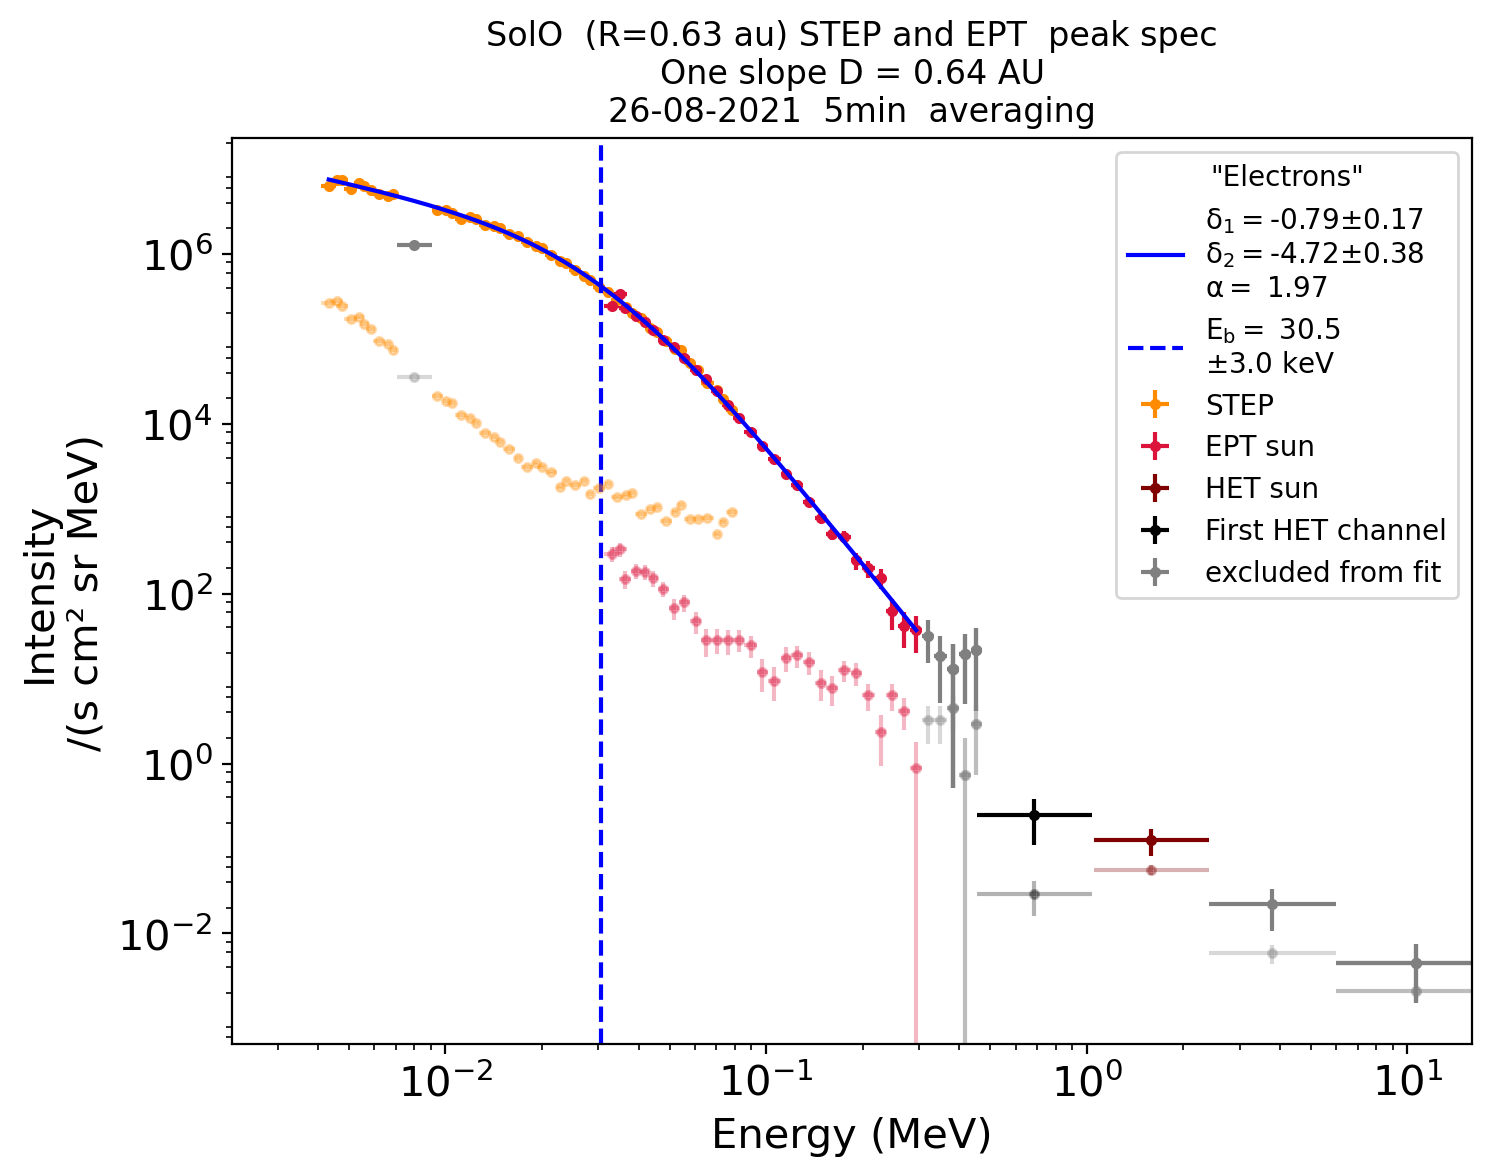 SolO  (R=0.63 au) STEP and EPT  peak spec
One slope D = 0.64 AU
26-08-2021  5min  averaging
Intensity
/(s cm² sr MeV)
10⁶
10⁴
10²
10⁰
10⁻²
"Electrons"
δ₁ = -0.79±0.17
δ₂ = -4.72±0.38
α =  1.97
E_b =  30.5
±3.0 keV
STEP
EPT sun
HET sun
First HET channel
excluded from fit
10⁻²
10⁻¹
10⁰
10¹
Energy (MeV)